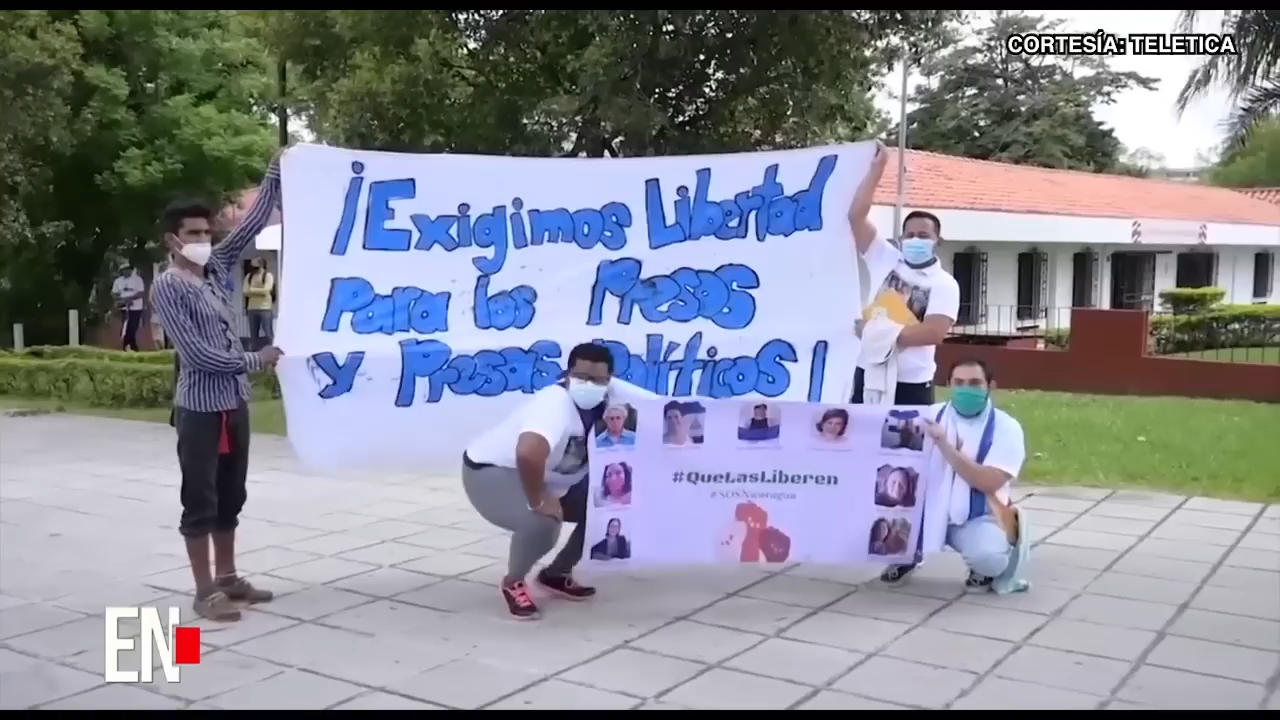 CORTESÍA: TELETICA
¡Exigimos Libertad
Para los Presos
y Presas Políticos!
#QueLasLiberen
#SOSNicaragua
EN